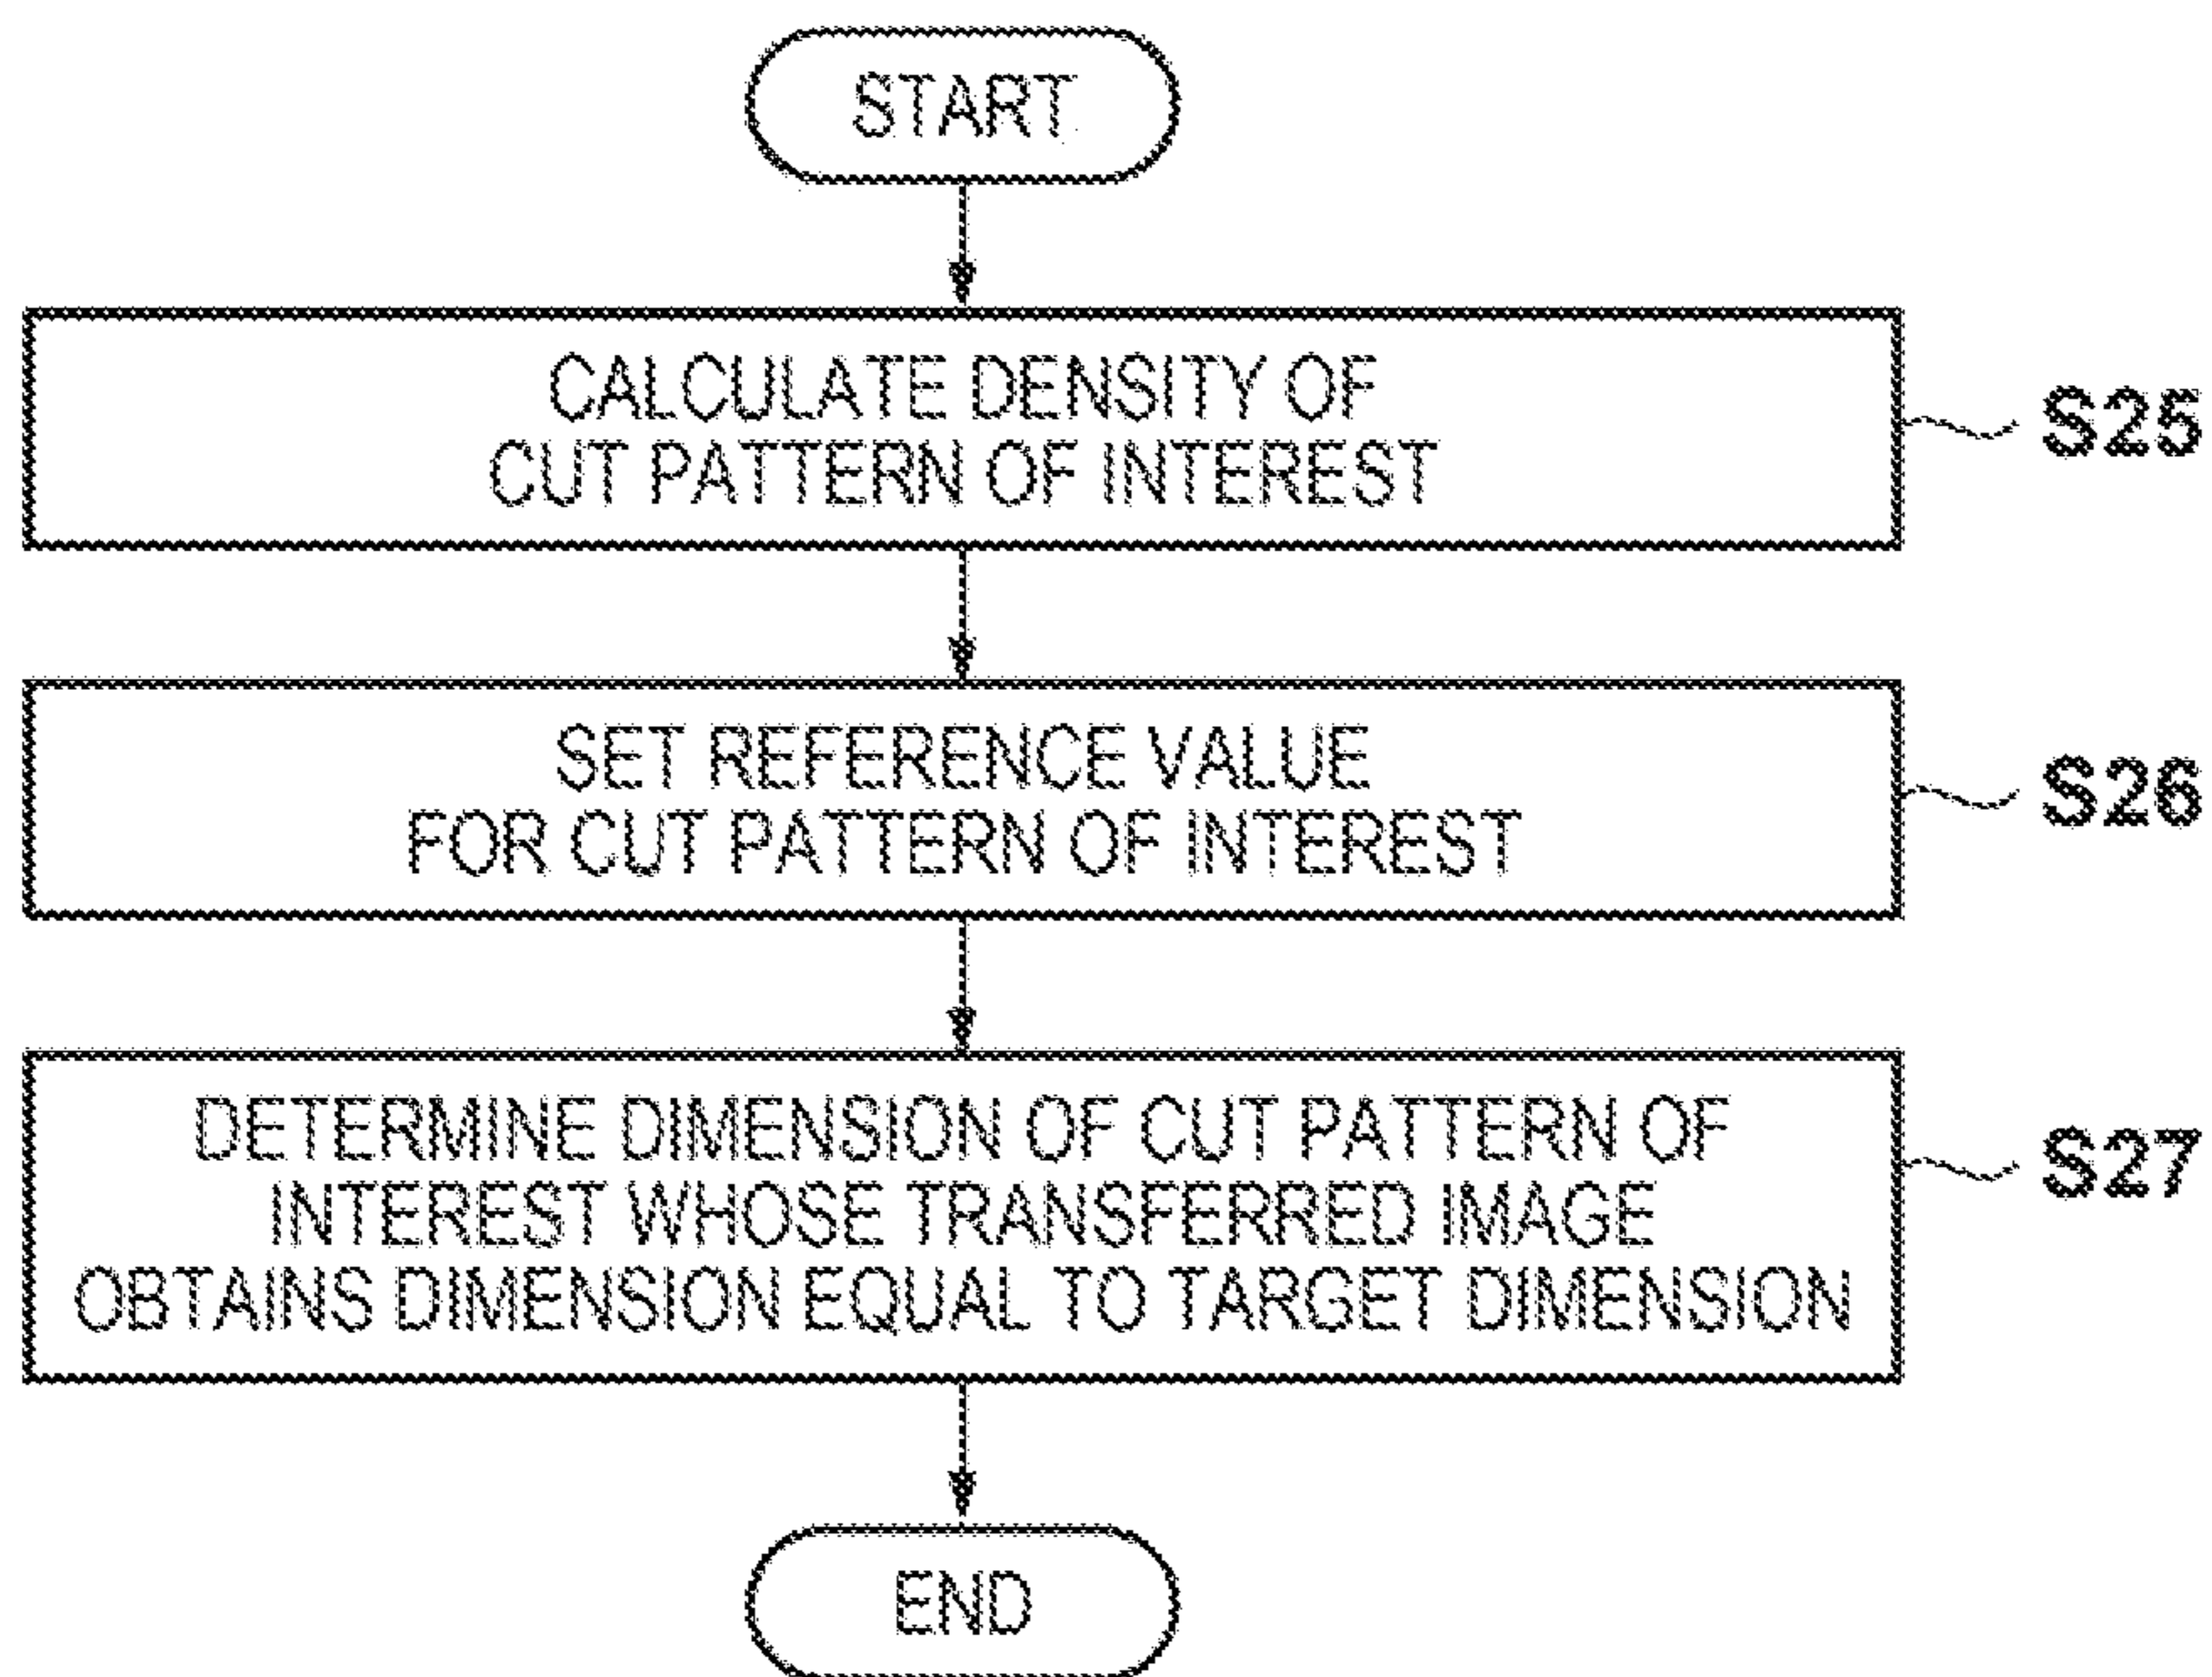 START
CALCULATE DENSITY OF
CUT PATTERN OF INTEREST
S25
SET REFERENCE VALUE
FOR CUT PATTERN OF INTEREST
S26
DETERMINE DIMENSION OF CUT PATTERN OF
INTEREST WHOSE TRANSFERRED IMAGE
OBTAINS DIMENSION EQUAL TO TARGET DIMENSION
S27
END